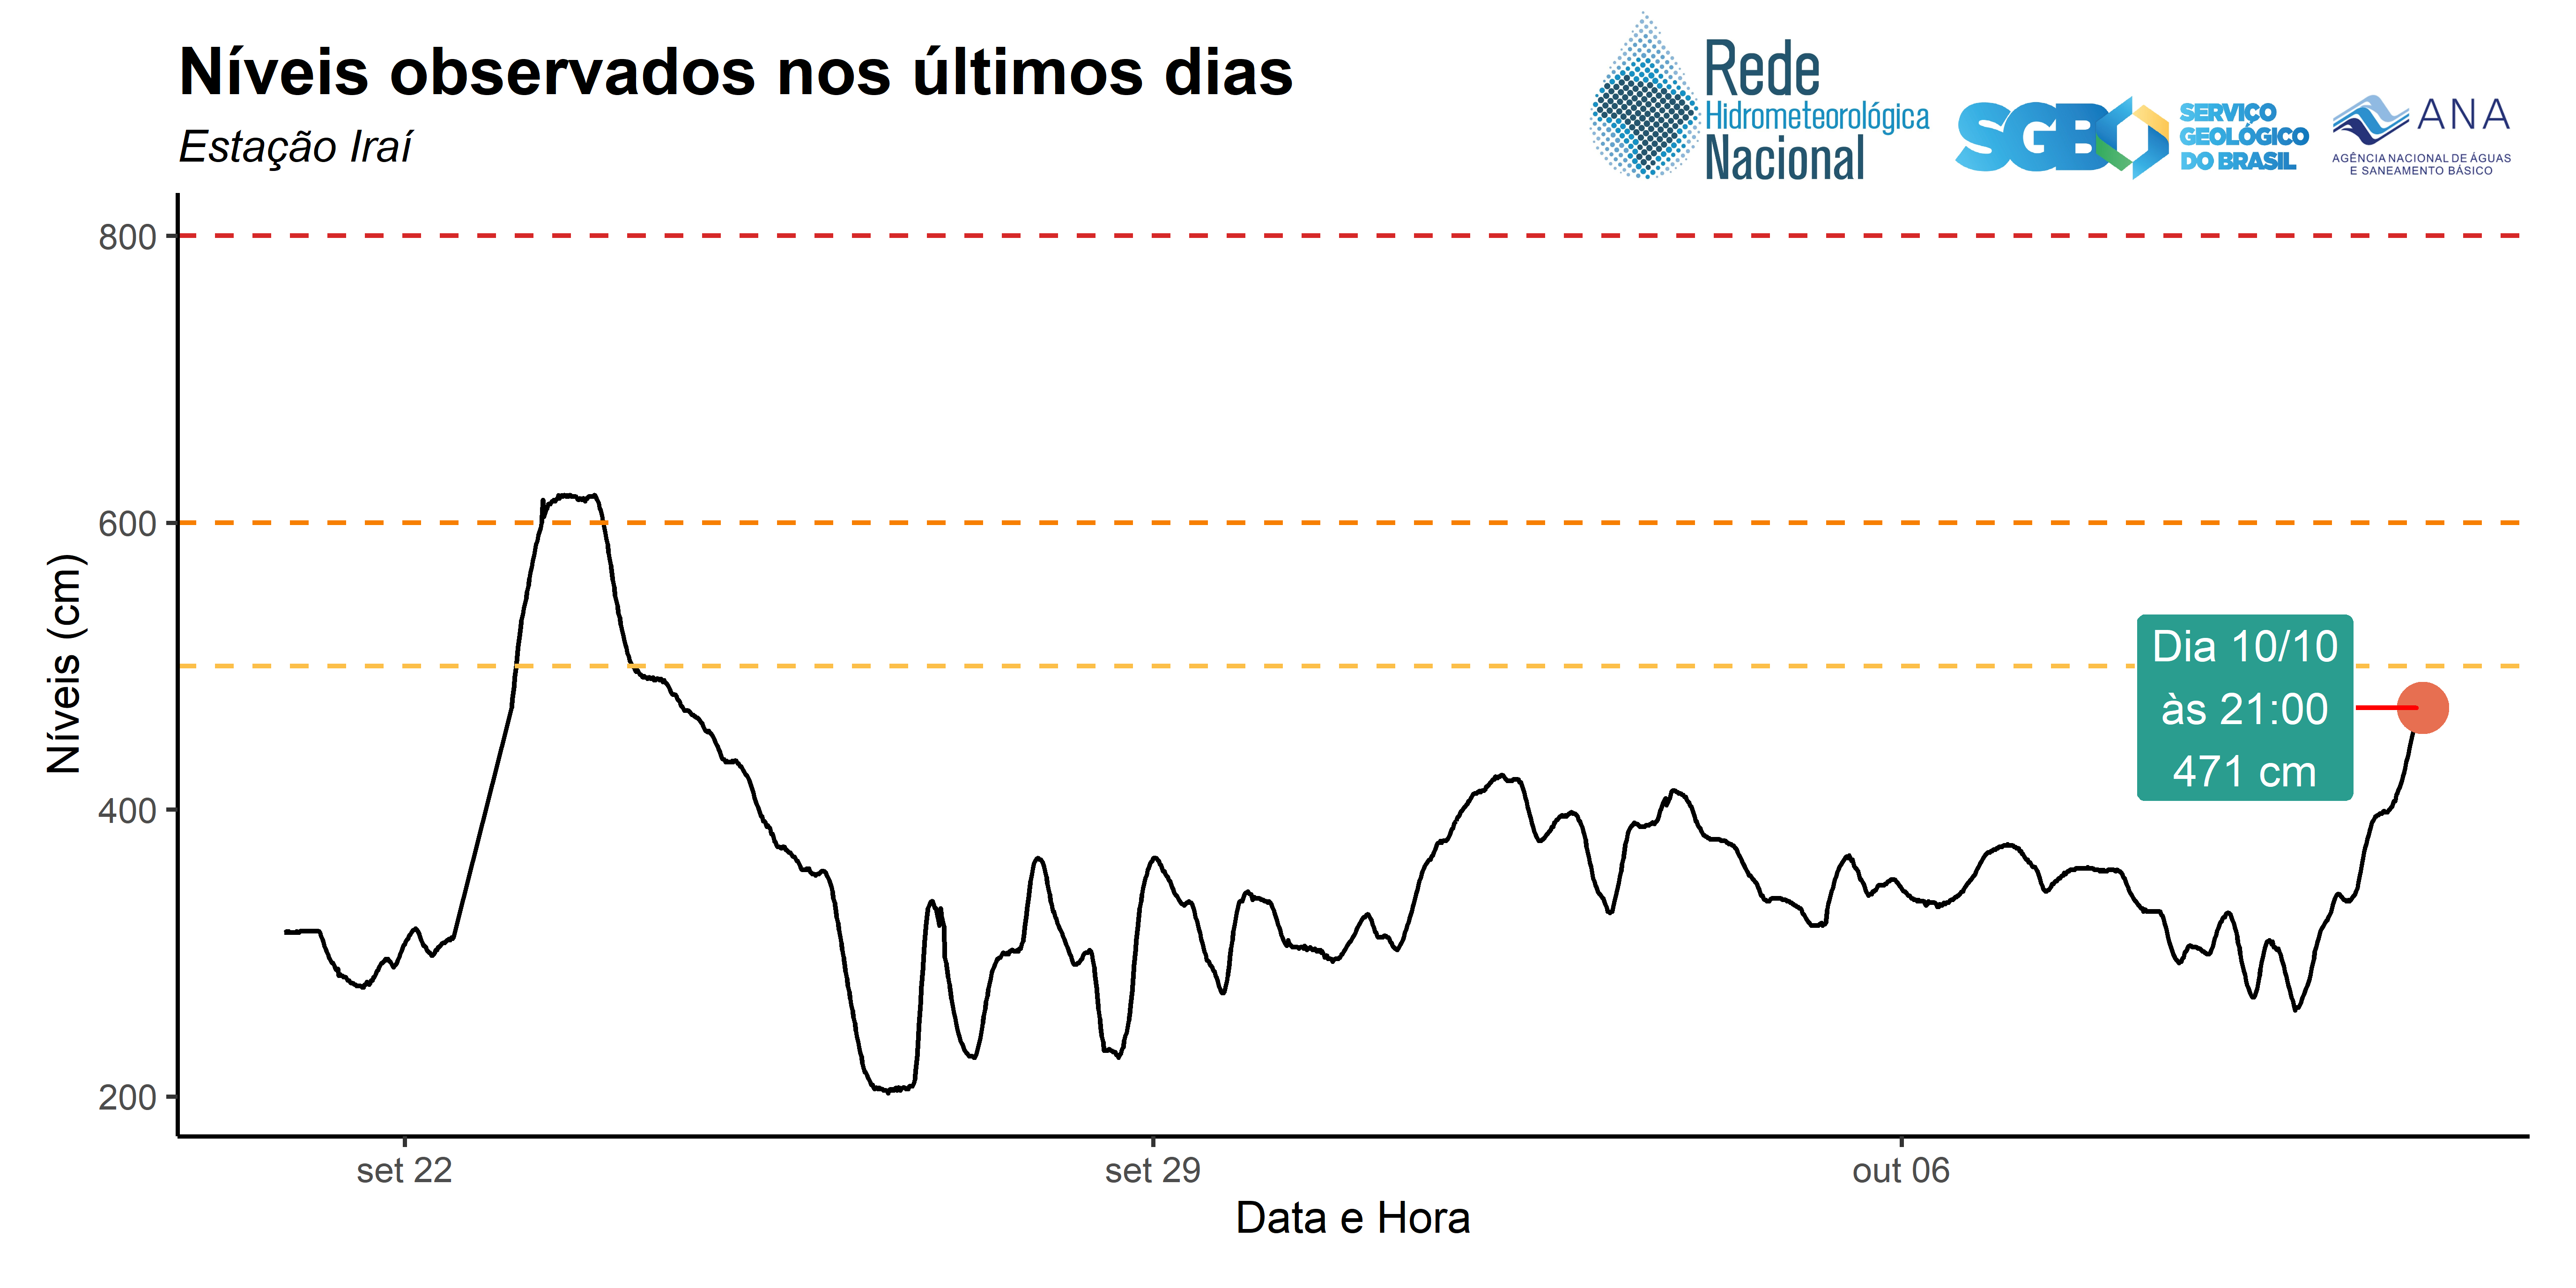 Níveis observados nos últimos dias
Estação Iraí
Rede
Hidrometeorológica
Nacional
SGB
SERVIÇO
GEOLÓGICO
DO BRASIL
ANA
AGÊNCIA NACIONAL DE ÁGUAS
E SANEAMENTO BÁSICO
800
600
400
200
Níveis (cm)
Dia 10/10
às 21:00
471 cm
set 22
set 29
out 06
Data e Hora